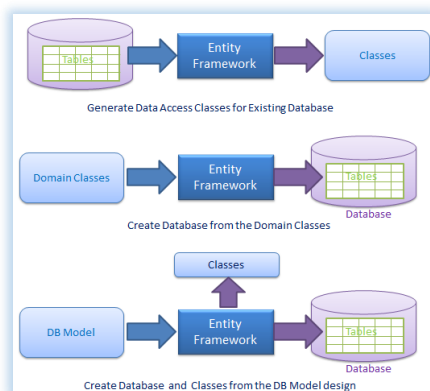 Tables
Entity
Framework
Classes
Generate Data Access Classes for Existing Database
Domain Classes
Entity
Framework
Tables
Database
Create Database from the Domain Classes
Classes
DB Model
Entity
Framework
Tables
Database
Create Database and Classes from the DB Model design